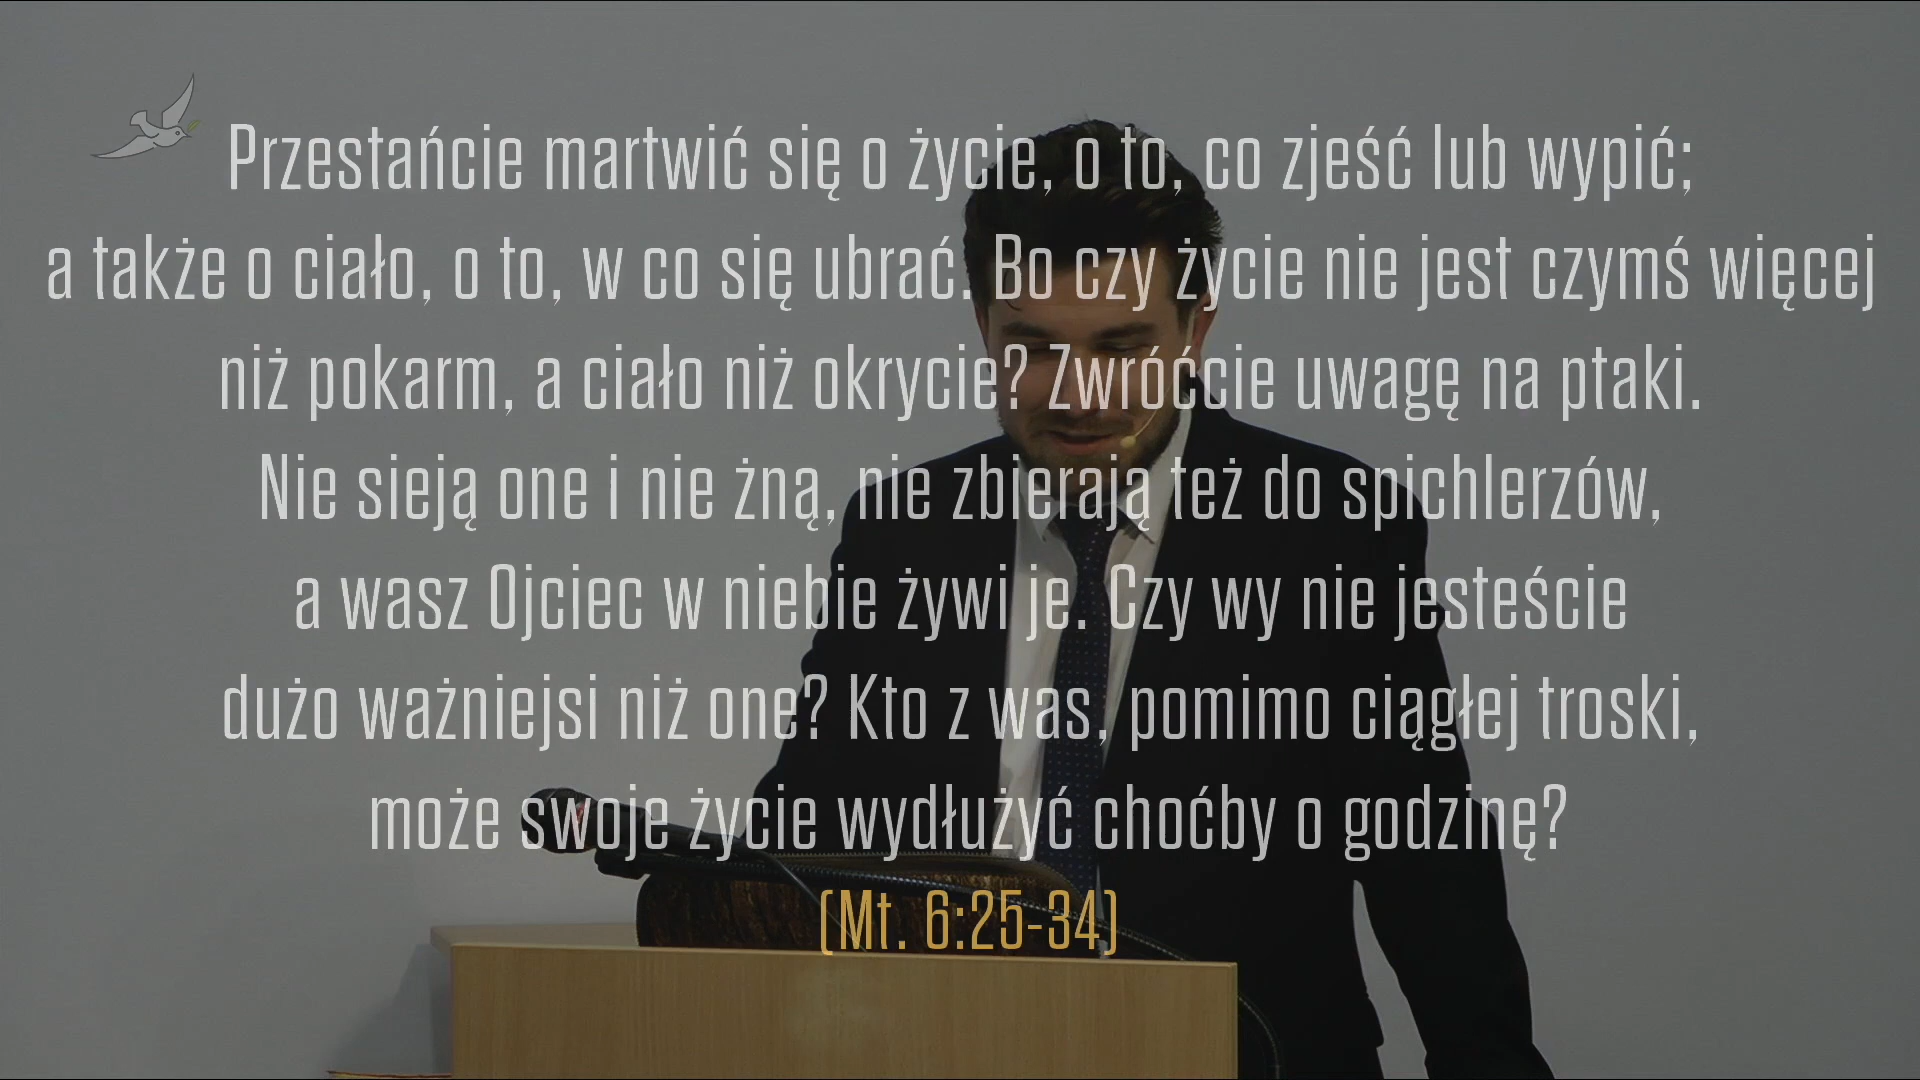 Przestańcie martwić się o życie, o to, co zjeść lub wypić;
a także o ciało, o to, w co się ubrać. Bo czy życie nie jest czymś więcej
niż pokarm, a ciało niż okrycie? Zwróćcie uwagę na ptaki.
Nie sieją one i nie żną, nie zbierają też do spichlerzów,
a wasz Ojciec w niebie żywi je. Czy wy nie jesteście
dużo ważniejsi niż one? Kto z was, pomimo ciągłej troski,
może swoje życie wydłużyć choćby o godzinę?
(Mt. 6:25-34)